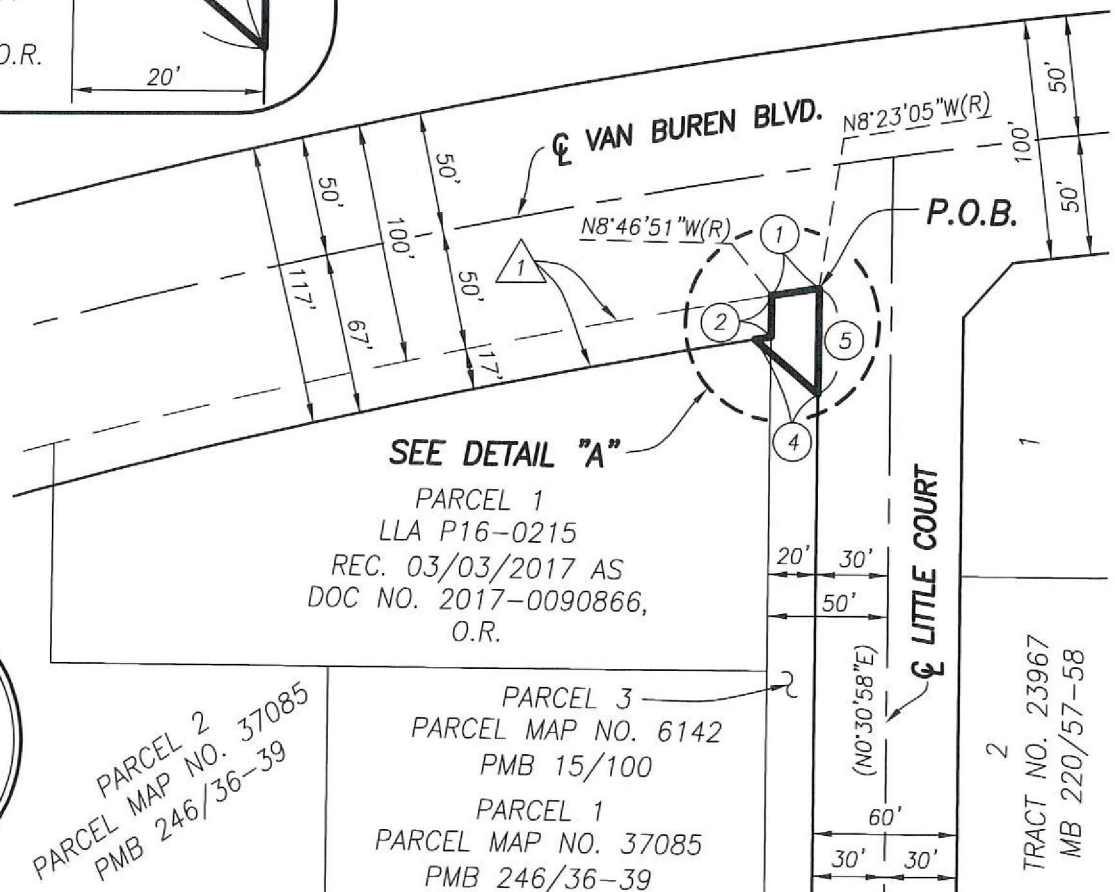 O.R.
20'
℄ VAN BUREN BLVD.
N8°23'05"W(R)
50'
100'
50'
N8°46'51"W(R)
1
P.O.B.
50'
50'
100'
1
117'
67'
50'
17'
2
5
4
SEE DETAIL "A"
PARCEL 1
LLA P16-0215
REC. 03/03/2017 AS
DOC NO. 2017-0090866,
O.R.
20'
30'
50'
℄ LITTLE COURT
(N0°30'58"E)
1
PARCEL 3
PARCEL MAP NO. 6142
PMB 15/100
PARCEL 1
PARCEL MAP NO. 37085
PMB 246/36-39
PARCEL 2
PARCEL MAP NO. 37085
PMB 246/36-39
2
TRACT NO. 23967
MB 220/57-58
60'
30'
30'